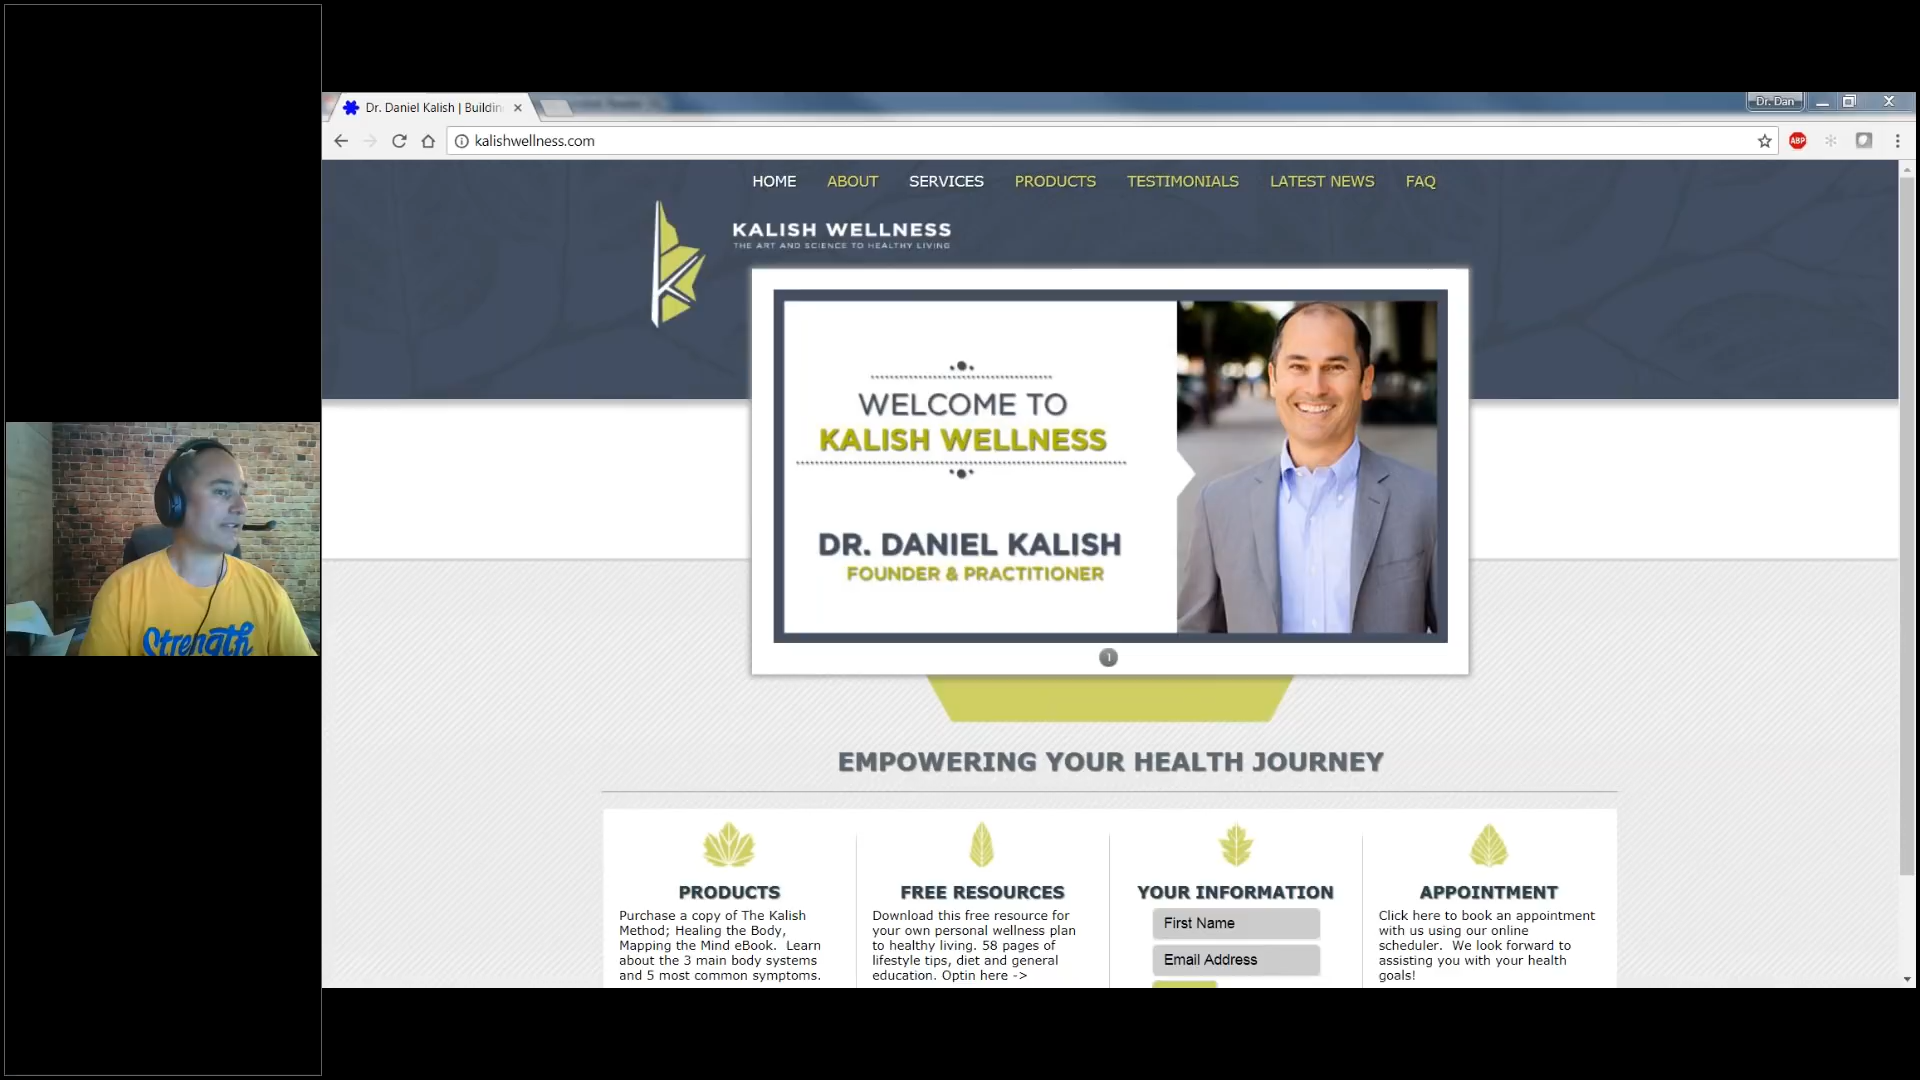 Dr. Daniel Kalish | Buildin
Dr. Dan
kalishwellness.com
ABP
HOME ABOUT SERVICES PRODUCTS TESTIMONIALS LATEST NEWS FAQ
KALISH WELLNESS
THE ART AND SCIENCE TO HEALTHY LIVING
WELCOME TO
KALISH WELLNESS
DR. DANIEL KALISH
FOUNDER & PRACTITIONER
1
Strength
EMPOWERING YOUR HEALTH JOURNEY
PRODUCTS
Purchase a copy of The Kalish
Method; Healing the Body,
Mapping the Mind eBook. Learn
about the 3 main body systems
and 5 most common symptoms.
FREE RESOURCES
Download this free resource for
your own personal wellness plan
to healthy living. 58 pages of
lifestyle tips, diet and general
education. Optin here ->
YOUR INFORMATION
First Name
Email Address
APPOINTMENT
Click here to book an appointment
with us using our online
scheduler. We look forward to
assisting you with your health
goals!